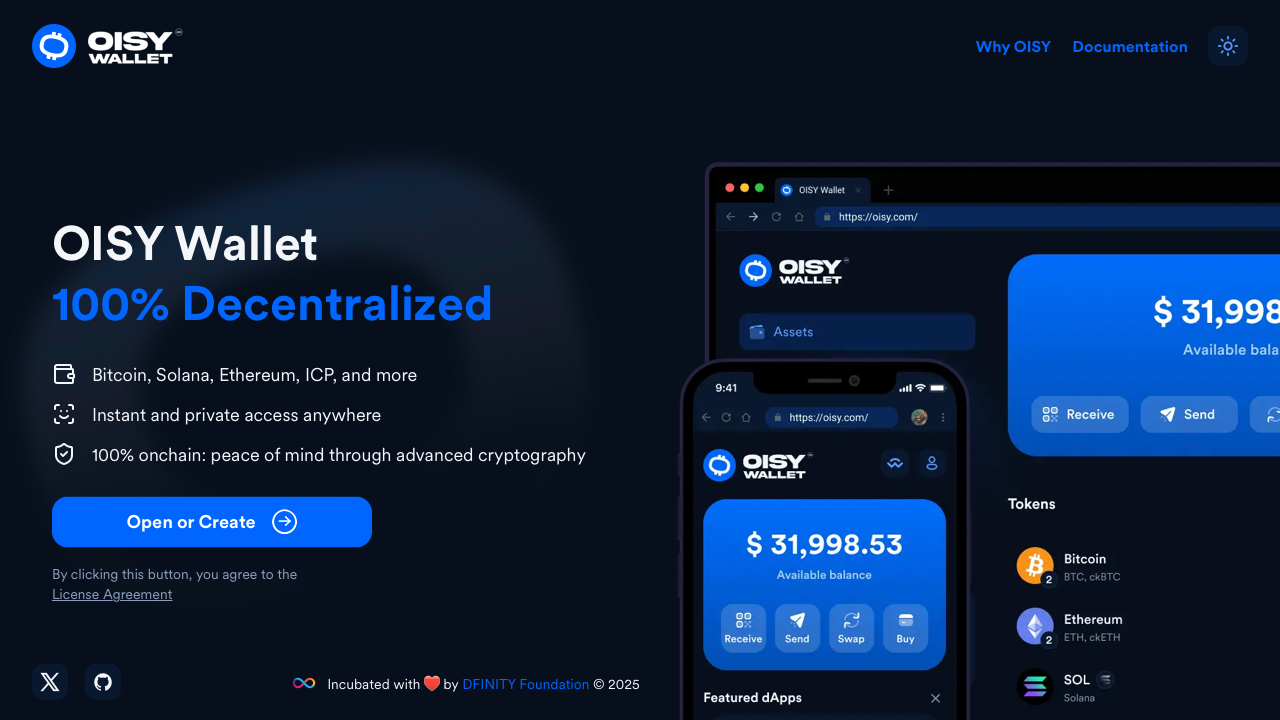 OISY
WALLET
Why OISY
Documentation
OISY Wallet
100% Decentralized
Bitcoin, Solana, Ethereum, ICP, and more
Instant and private access anywhere
100% onchain: peace of mind through advanced cryptography
Open or Create
By clicking this button, you agree to the
License Agreement
Incubated with ❤️ by DFINITY Foundation © 2025
OISY Wallet
https://oisy.com/
OISY
WALLET
Assets
$ 31,998
Available bala
Receive
Send
Tokens
Bitcoin
2
BTC, ckBTC
Ethereum
2
ETH, ckETH
SOL
Solana
9:41
https://oisy.com/
OISY
WALLET
$ 31,998.53
Available balance
Receive
Send
Swap
Buy
Featured dApps